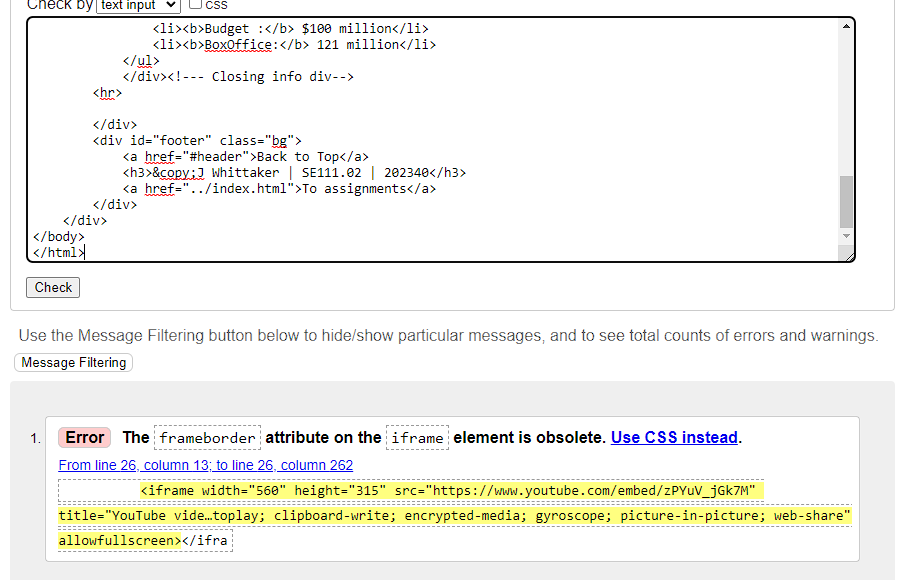 Check by text input css
<li><b>Budget :</b> $100 million</li>
<li><b>BoxOffice:</b> 121 million</li>
</ul>
</div><!--- Closing info div-->
<hr>
</div>
<div id="footer" class="bg">
<a href="#header">Back to Top</a>
<h3>&copy;J Whittaker | SE111.02 | 202340</h3>
<a href="../index.html">To assignments</a>
</div>
</div>
</body>
</html>
Check
Use the Message Filtering button below to hide/show particular messages, and to see total counts of errors and warnings.
Message Filtering
1. Error The frameborder attribute on the iframe element is obsolete. Use CSS instead.
From line 26, column 13; to line 26, column 262
<iframe width="560" height="315" src="https://www.youtube.com/embed/zPYuV_jGk7M"
title="YouTube vide…toplay; clipboard-write; encrypted-media; gyroscope; picture-in-picture; web-share"
allowfullscreen></ifra